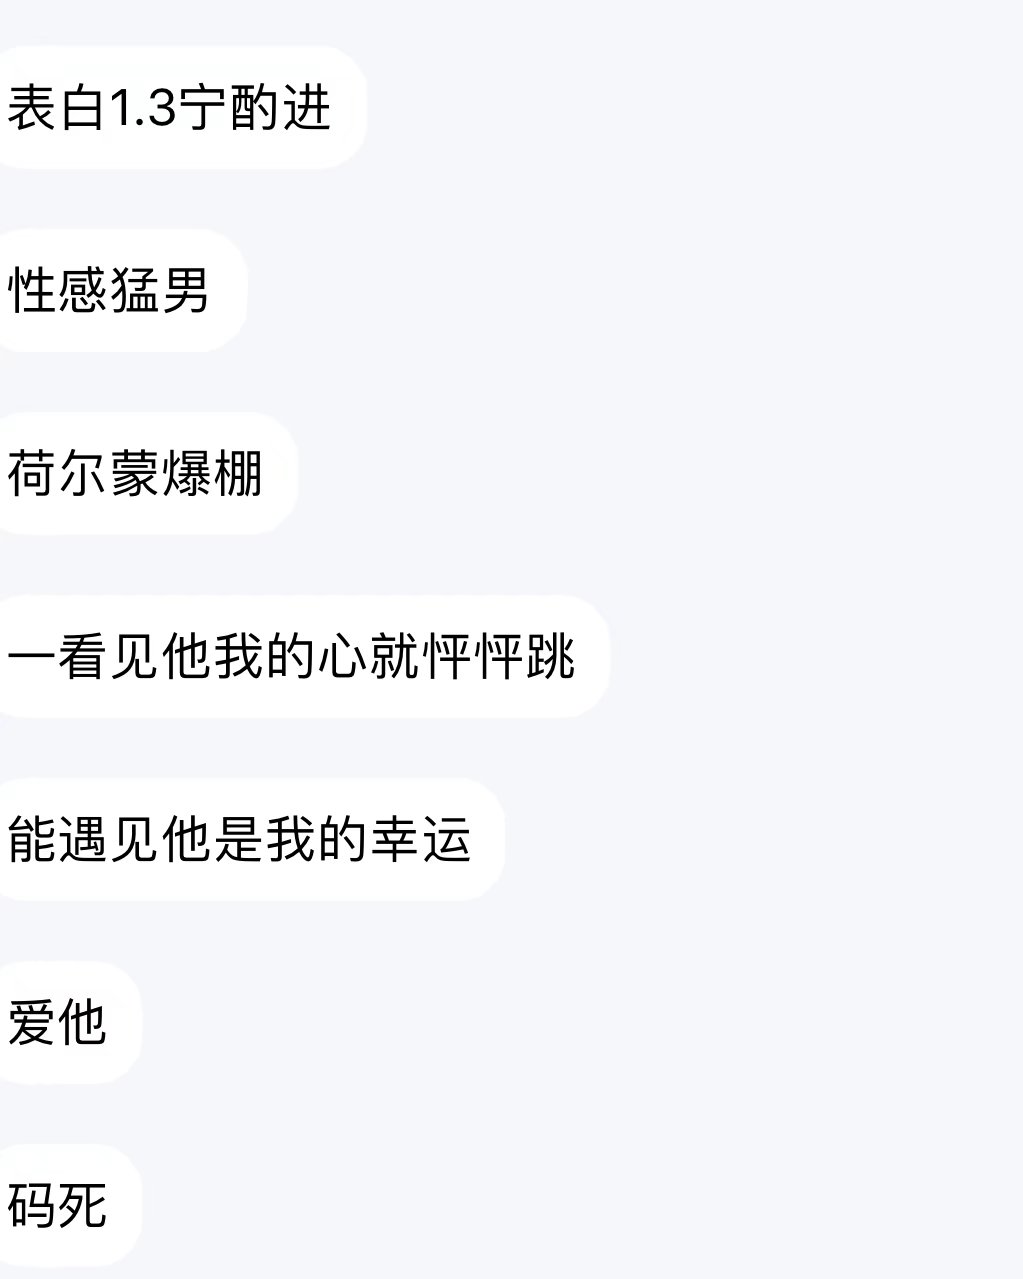 表白1.3宁酌进
性感猛男
荷尔蒙爆棚
一看见他我的心就怦怦跳
能遇见他是我的幸运
爱他
码死